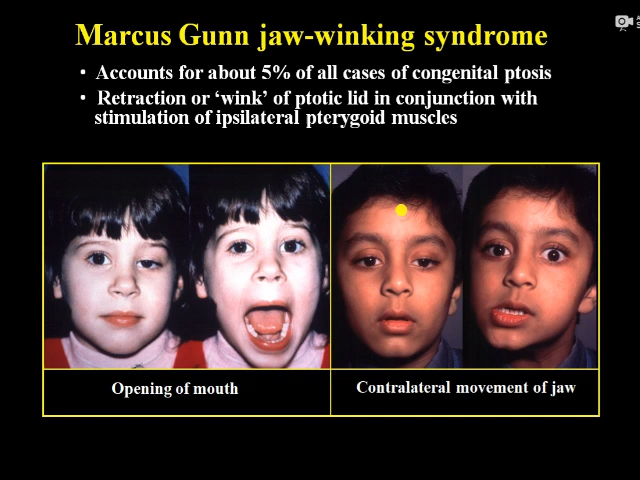 Marcus Gunn jaw-winking syndrome
• Accounts for about 5% of all cases of congenital ptosis
• Retraction or ‘wink’ of ptotic lid in conjunction with
stimulation of ipsilateral pterygoid muscles
Opening of mouth
Contralateral movement of jaw